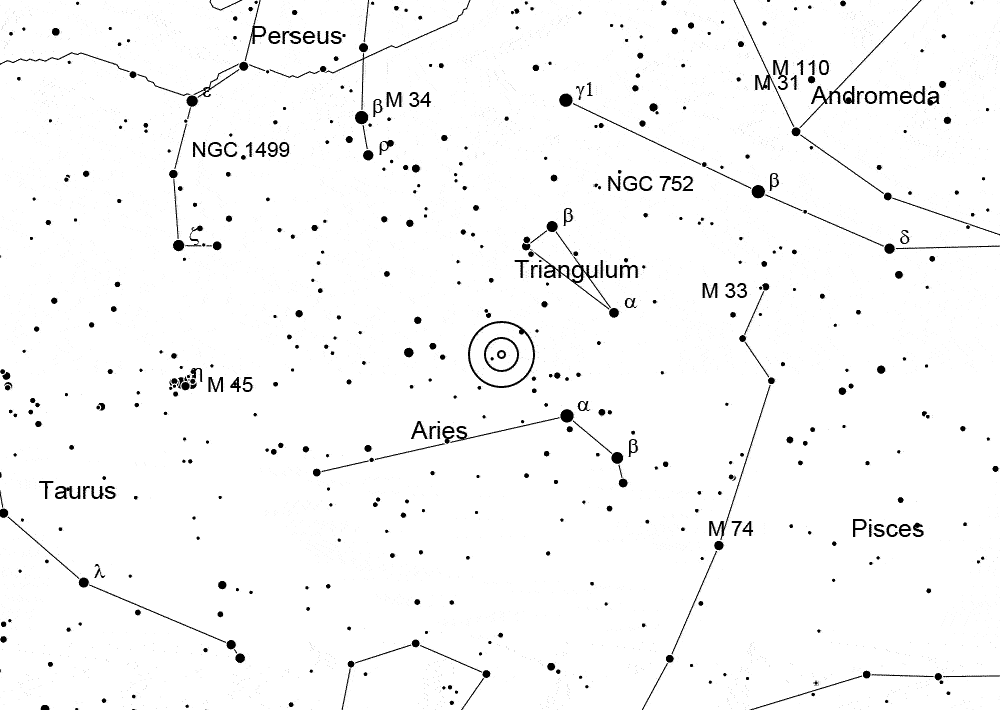 Perseus
M 110
M 31
Andromeda
ε
β
M 34
γ1
ρ
NGC 1499
NGC 752
β
β
ζ
δ
Triangulum
M 33
α
η
M 45
α
Aries
β
Taurus
M 74
Pisces
λ